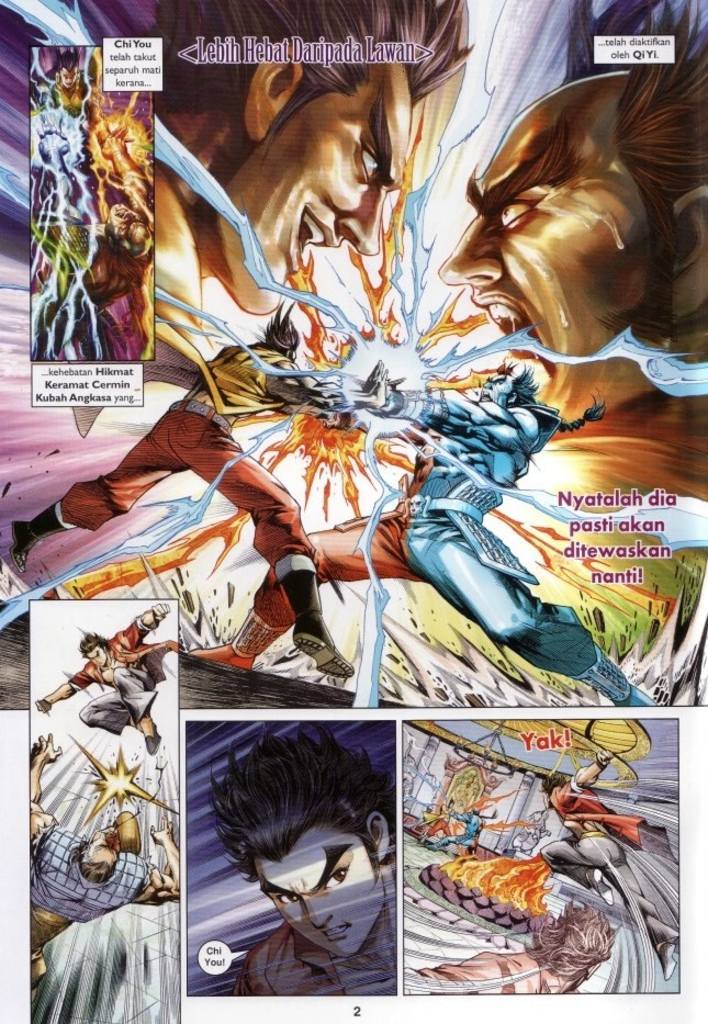 Chi You
telah takut
separuh mati
kerana...
<Lebih Hebat Daripada Lawan>
...telah diaktifkan
oleh Qi Yi.
...kehebatan Hikmat
Keramat Cermin
Kubah Angkasa yang...
Nyatalah dia
pasti akan
ditewaskan
nanti!
Chi
You!
Yak!
2